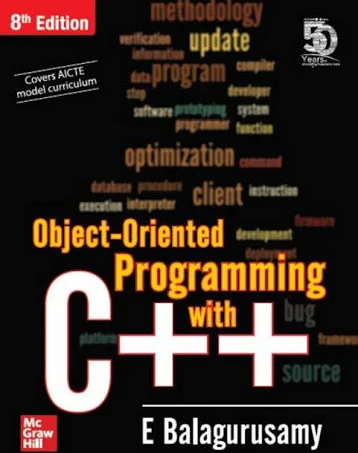 8th Edition
Covers AICTE
model curriculum
50
Years
methodology
verification information
update
data program compiler
step developer
software prototyping system
programmer function
optimization command
database procedure
client instruction
execution interpreter
firmware
Object-Oriented
development
deployment
Programming
with
bug
C++
platform
framewo
source
Mc
Graw
Hill
E Balagurusamy